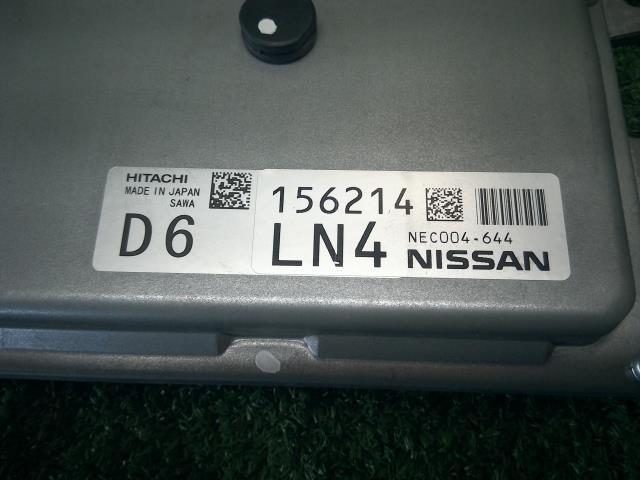 HITACHI
MADE IN JAPAN
SAWA
D6
156214
LN4
NEC004-644
NISSAN